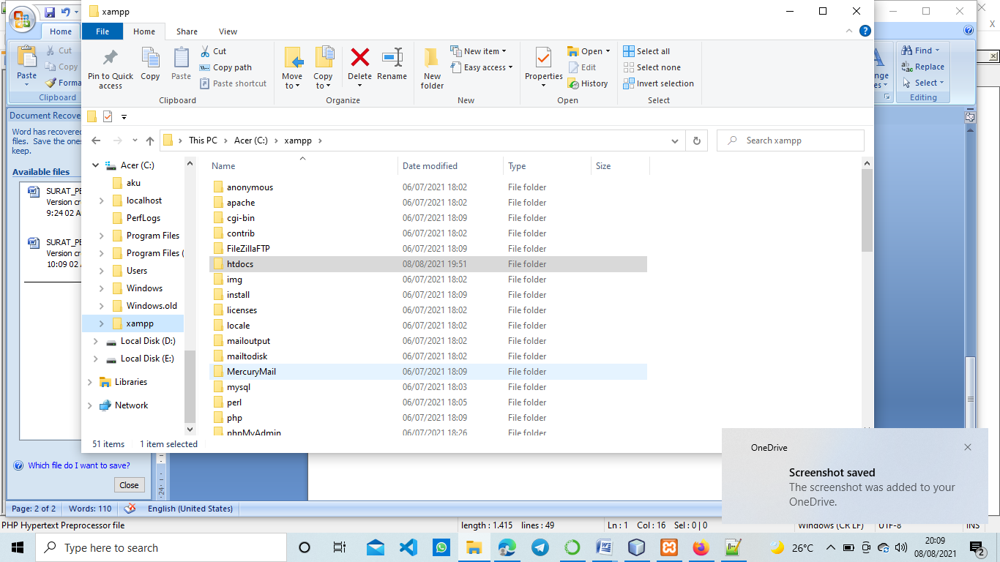 xampp
File Home Share View
Home
Paste
Cut
Copy
Forma
Clipboard
Pin to Quick access
Copy
Paste
Cut
Copy path
Paste shortcut
Clipboard
Move to
Copy to
Delete
Rename
Organize
New folder
New item
Easy access
New
Properties
Open
Edit
History
Open
Select all
Select none
Invert selection
Select
nge
es
Find
Replace
Select
Editing
This PC Acer (C:) xampp
Search xampp
Document Recove
Word has recovered
files. Save the ones
keep.
Available files
SURAT_PE
Version cr
9:24 02 A
SURAT_PE
Version cr
10:09 02 A
Which file do I want to save?
Close
Acer (C:)
aku
localhost
PerfLogs
Program Files
Program Files (
Users
Windows
Windows.old
xampp
Local Disk (D:)
Local Disk (E:)
Libraries
Network
Name Date modified Type Size
anonymous 06/07/2021 18:02 File folder
apache 06/07/2021 18:02 File folder
cgi-bin 06/07/2021 18:09 File folder
contrib 06/07/2021 18:02 File folder
FileZillaFTP 06/07/2021 18:09 File folder
htdocs 08/08/2021 19:51 File folder
img 06/07/2021 18:02 File folder
install 06/07/2021 18:09 File folder
licenses 06/07/2021 18:02 File folder
locale 06/07/2021 18:02 File folder
mailoutput 06/07/2021 18:02 File folder
mailtodisk 06/07/2021 18:02 File folder
MercuryMail 06/07/2021 18:09 File folder
mysql 06/07/2021 18:03 File folder
perl 06/07/2021 18:05 File folder
php 06/07/2021 18:09 File folder
phpMyAdmin 06/07/2021 18:26 File folder
51 items 1 item selected
OneDrive
Screenshot saved
The screenshot was added to your
OneDrive.
24
Page: 2 of 2 Words: 110 English (United States)
PHP Hypertext Preprocessor file length : 1.415 lines : 49 Ln : 1 Col : 16 Sel : 0 | 0 Windows (CR LF) UTF-8 INS
Type here to search
26°C
20:09
08/08/2021
2